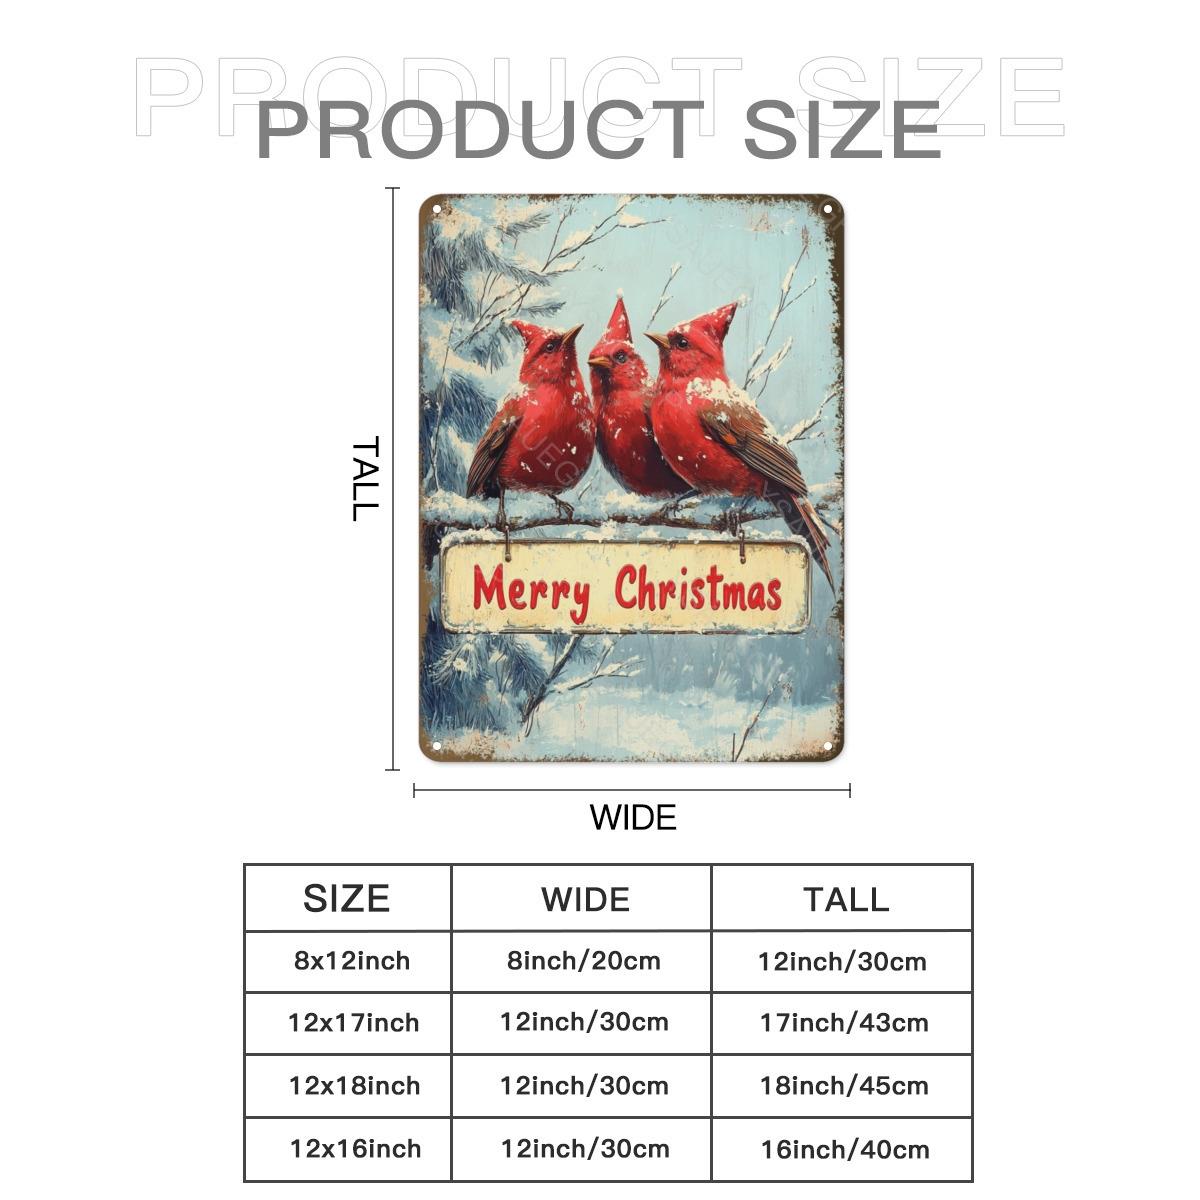 PRODUCT SIZE
PRODUCT SIZE
TALL
Merry Christmas
WIDE
SIZE WIDE TALL
8x12inch 8inch/20cm 12inch/30cm
12x17inch 12inch/30cm 17inch/43cm
12x18inch 12inch/30cm 18inch/45cm
12x16inch 12inch/30cm 16inch/40cm